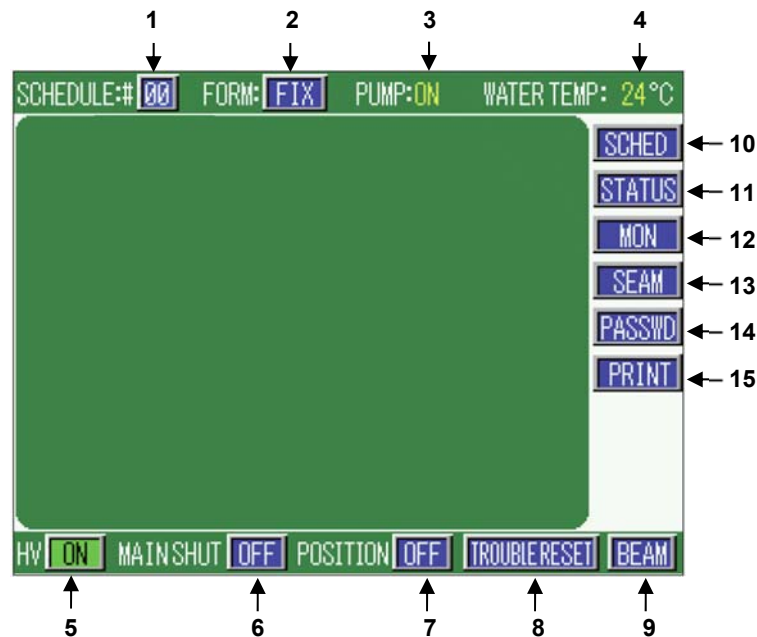 1 2 3 4
SCHEDULE:# 00 FORM: FIX PUMP:ON WATER TEMP: 24°C
SCHED 10
STATUS 11
MON 12
SEAM 13
PASSWD 14
PRINT 15
HV ON MAIN SHUT OFF POSITION OFF TROUBLE RESET BEAM
5 6 7 8 9